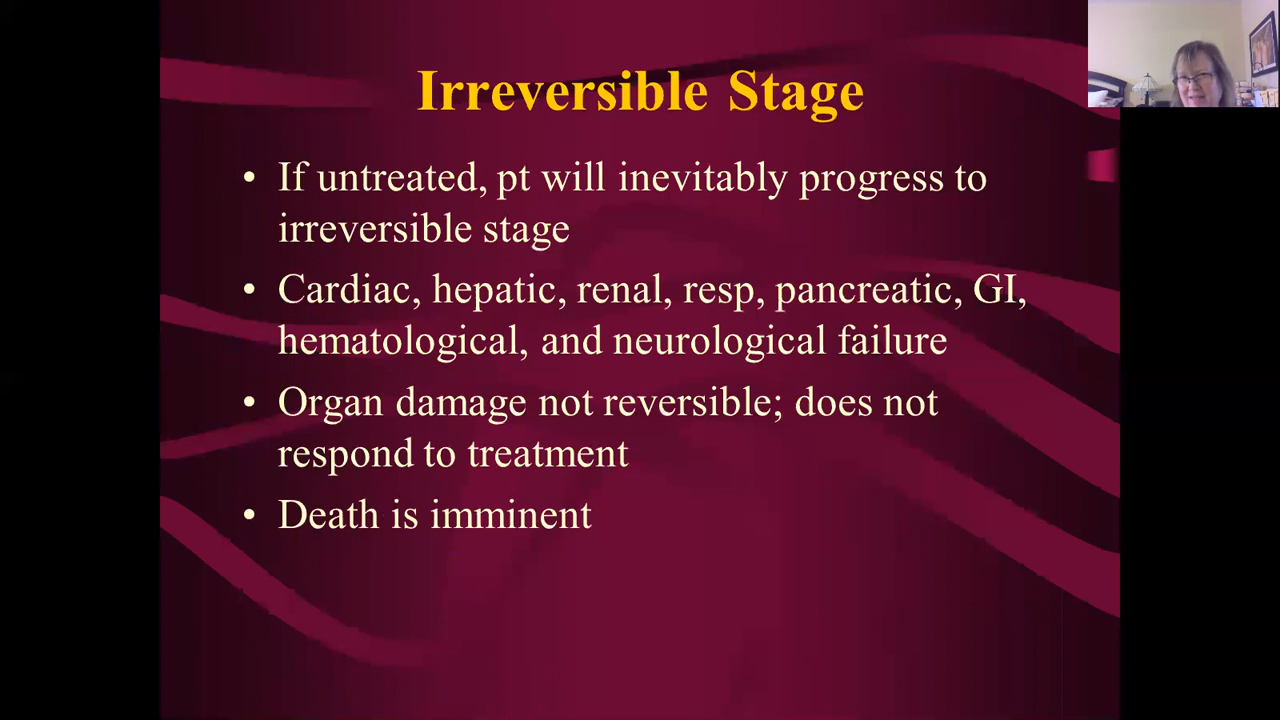 Irreversible Stage
• If untreated, pt will inevitably progress to
irreversible stage
• Cardiac, hepatic, renal, resp, pancreatic, GI,
hematological, and neurological failure
• Organ damage not reversible; does not
respond to treatment
• Death is imminent